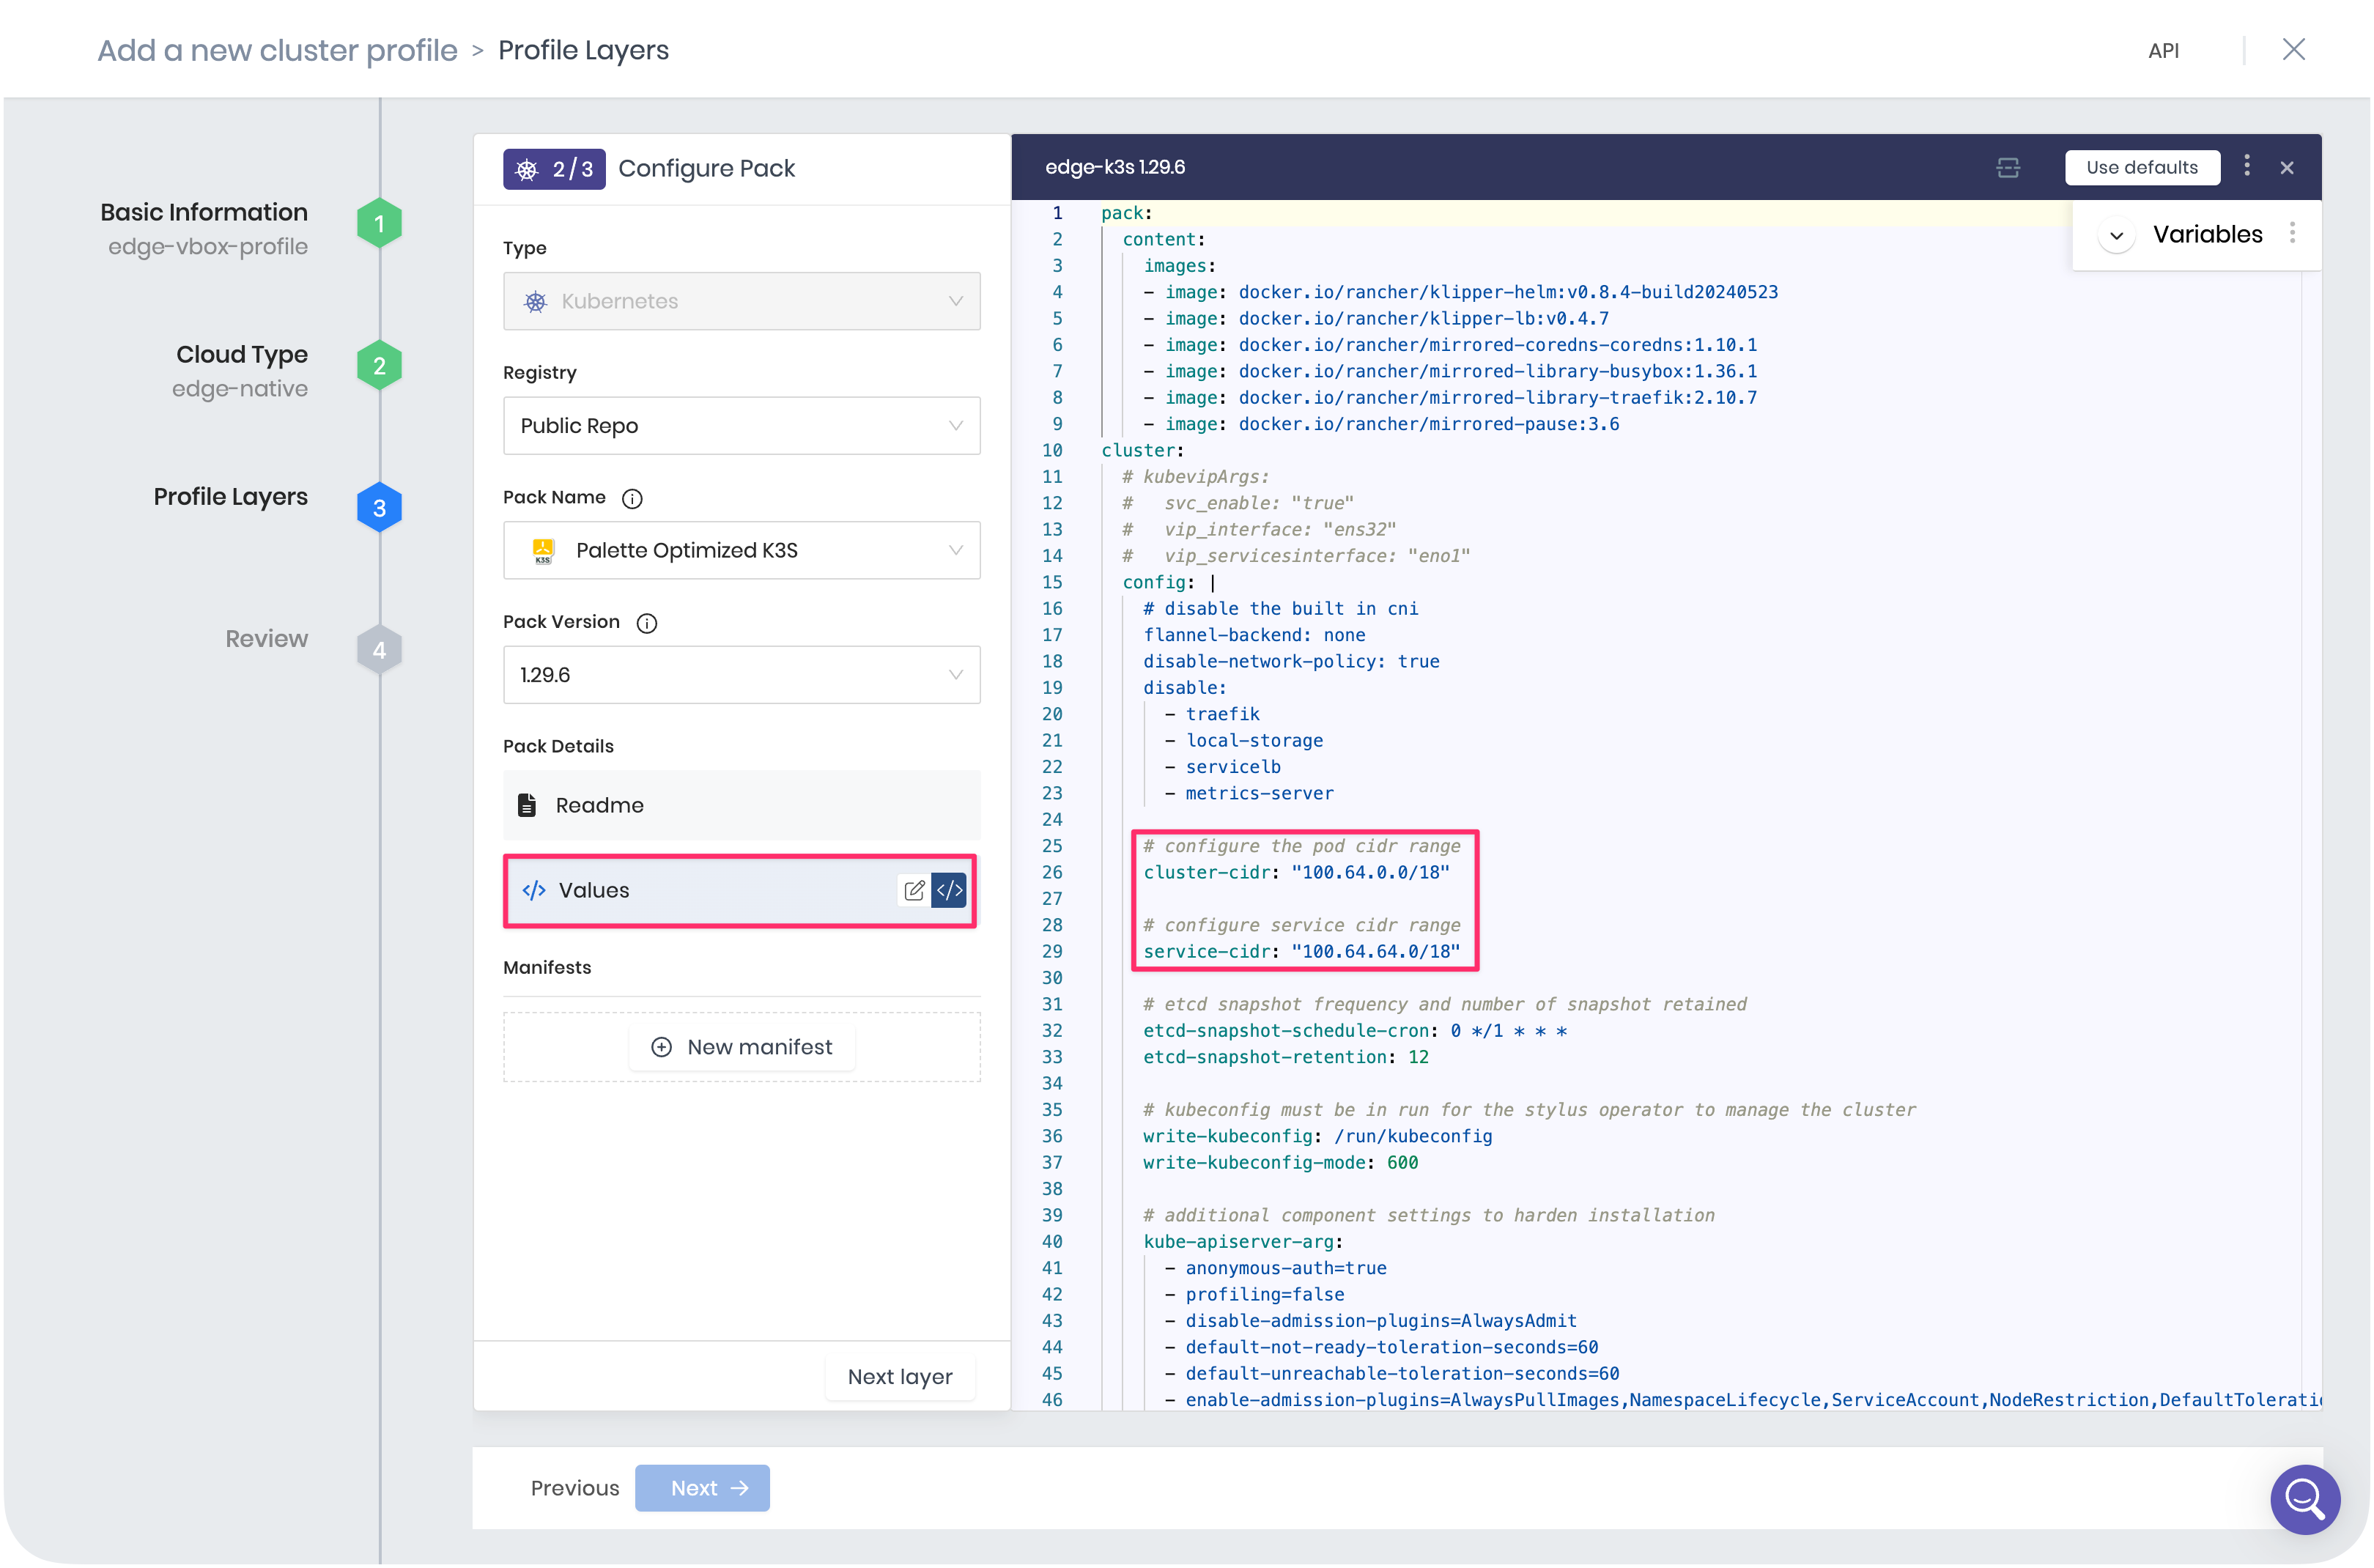 Add a new cluster profile > Profile Layers
API
Basic Information
edge-vbox-profile
1
Cloud Type
edge-native
2
Profile Layers
3
Review
4
2/3 Configure Pack
Type
Kubernetes
Registry
Public Repo
Pack Name
K3S Palette Optimized K3S
Pack Version
1.29.6
Pack Details
Readme
</> Values </>
Manifests
New manifest
Next layer
edge-k3s 1.29.6
Use defaults
Variables
1 pack:
2 content:
3 images:
4 - image: docker.io/rancher/klipper-helm:v0.8.4-build20240523
5 - image: docker.io/rancher/klipper-lb:v0.4.7
6 - image: docker.io/rancher/mirrored-coredns-coredns:1.10.1
7 - image: docker.io/rancher/mirrored-library-busybox:1.36.1
8 - image: docker.io/rancher/mirrored-library-traefik:2.10.7
9 - image: docker.io/rancher/mirrored-pause:3.6
10 cluster:
11 # kubevipArgs:
12 # svc_enable: "true"
13 # vip_interface: "ens32"
14 # vip_servicesinterface: "eno1"
15 config: |
16 # disable the built in cni
17 flannel-backend: none
18 disable-network-policy: true
19 disable:
20 - traefik
21 - local-storage
22 - servicelb
23 - metrics-server
24
25 # configure the pod cidr range
26 cluster-cidr: "100.64.0.0/18"
27
28 # configure service cidr range
29 service-cidr: "100.64.64.0/18"
30
31 # etcd snapshot frequency and number of snapshot retained
32 etcd-snapshot-schedule-cron: 0 */1 * * *
33 etcd-snapshot-retention: 12
34
35 # kubeconfig must be in run for the stylus operator to manage the cluster
36 write-kubeconfig: /run/kubeconfig
37 write-kubeconfig-mode: 600
38
39 # additional component settings to harden installation
40 kube-apiserver-arg:
41 - anonymous-auth=true
42 - profiling=false
43 - disable-admission-plugins=AlwaysAdmit
44 - default-not-ready-toleration-seconds=60
45 - default-unreachable-toleration-seconds=60
46 - enable-admission-plugins=AlwaysPullImages,NamespaceLifecycle,ServiceAccount,NodeRestriction,DefaultTolerati
Previous
Next →